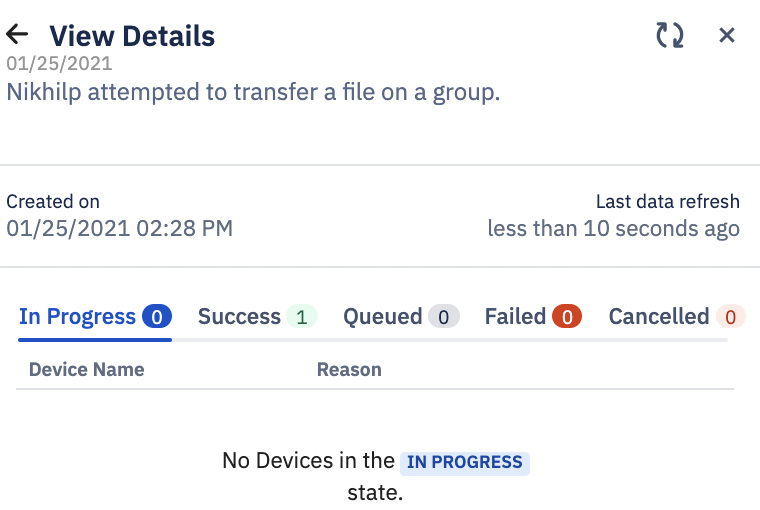 View Details
01/25/2021
Nikhilp attempted to transfer a file on a group.
Created on Last data refresh
01/25/2021 02:28 PM less than 10 seconds ago
In Progress 0 Success 1 Queued 0 Failed 0 Cancelled 0
Device Name Reason
No Devices in the IN PROGRESS
state.